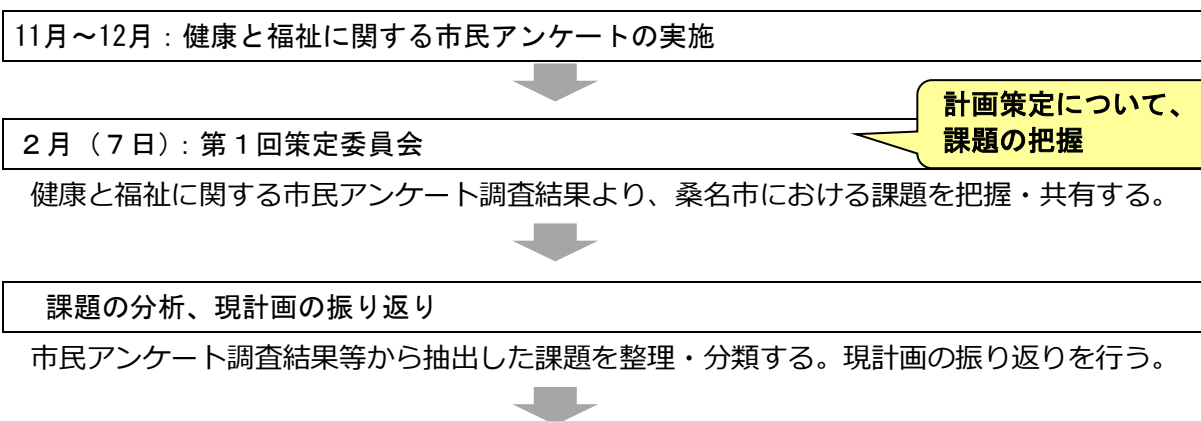 11月～12月：健康と福祉に関する市民アンケートの実施
計画策定について、
課題の把握
２月（７日）：第１回策定委員会
健康と福祉に関する市民アンケート調査結果より、桑名市における課題を把握・共有する。
課題の分析、現計画の振り返り
市民アンケート調査結果等から抽出した課題を整理・分類する。現計画の振り返りを行う。